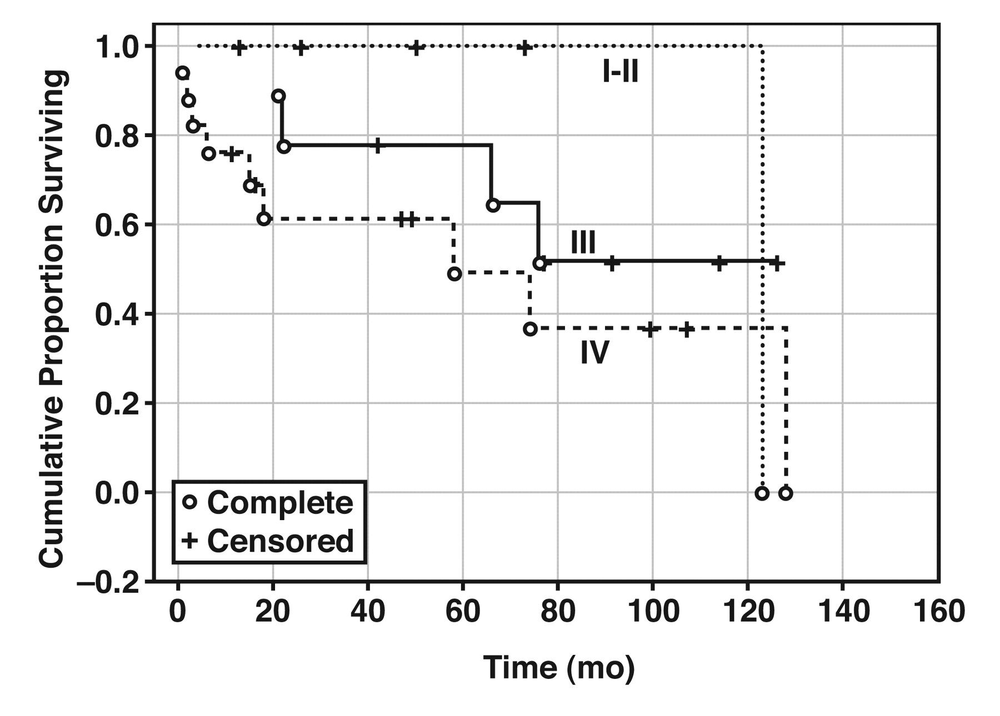 Cumulative Proportion Surviving
1.0
0.8
0.6
0.4
0.2
0.0
–0.2
I-II
III
IV
Complete
Censored
0 20 40 60 80 100 120 140 160
Time (mo)